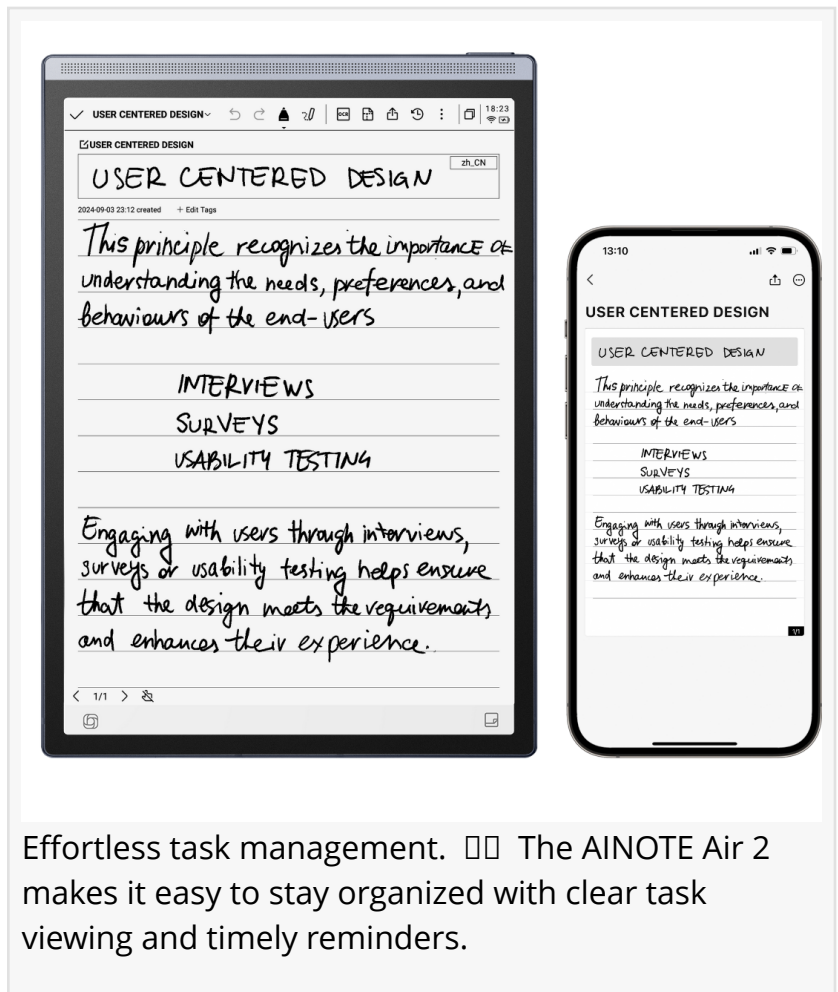 USER CENTERED DESIGN
18:23
USER CENTERED DESIGN
zh_CN
USER CENTERED DESIGN
2024-09-03 23:12 created + Edit Tags
This principle recognizes the importance of
understanding the needs, preferences, and
behaviours of the end-users
INTERVIEWS
SURVEYS
USABILITY TESTING
Engaging with users through interviews,
surveys or usability testing helps ensure
that the design meets the requirements
and enhances their experience.
1/1
13:10
USER CENTERED DESIGN
USER CENTERED DESIGN
This principle recognizes the importance of
understanding the needs, preferences, and
behaviours of the end-users
INTERVIEWS
SURVEYS
USABILITY TESTING
Engaging with users through interviews,
surveys or usability testing helps ensure
that the design meets the requirements
and enhances their experience.
1/1
Effortless task management. The AINOTE Air 2
makes it easy to stay organized with clear task
viewing and timely reminders.